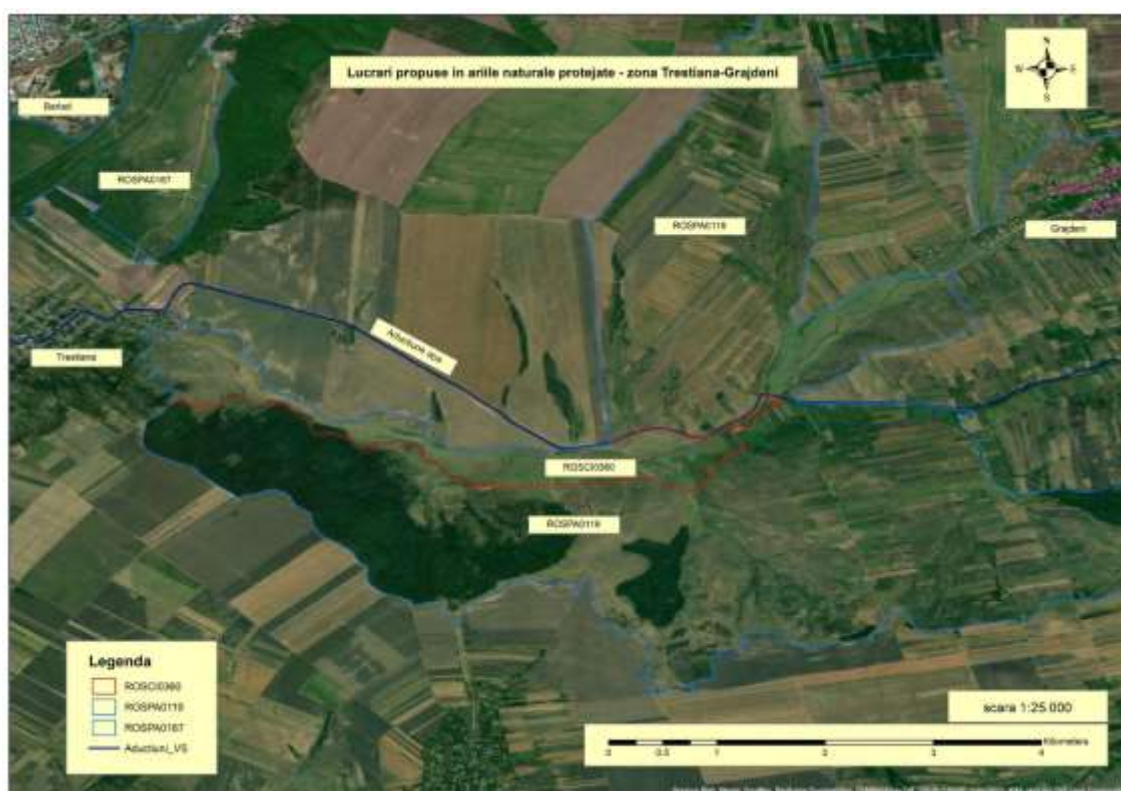 Lucrari propuse in ariile naturale protejate - zona Trestiana-Grajdeni
N
W E
S
Barlad
ROSPA0167
ROSPA0119
Grajdeni
Trestiana
Aductiune apa
ROSCI0360
ROSPA0119
Legenda
ROSCI0360
ROSPA0119
ROSPA0167
Aductiuni_VS
scara 1:25.000
0 0.5 1 2 3 4 Kilometers